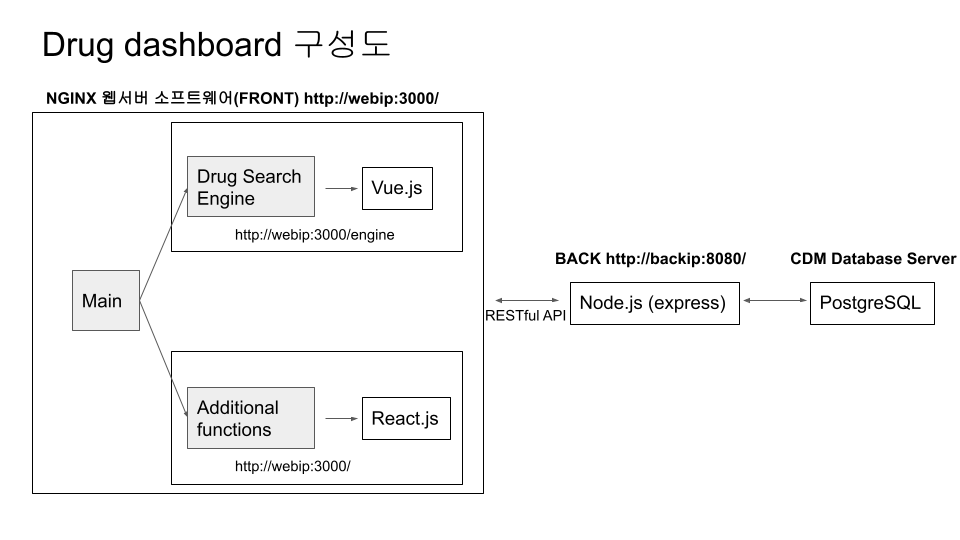 Drug dashboard 구성도
NGINX 웹서버 소프트웨어(FRONT) http://webip:3000/
Drug Search
Engine
Vue.js
http://webip:3000/engine
Main
Additional
functions
React.js
http://webip:3000/
RESTful API
BACK http://backip:8080/
Node.js (express)
CDM Database Server
PostgreSQL